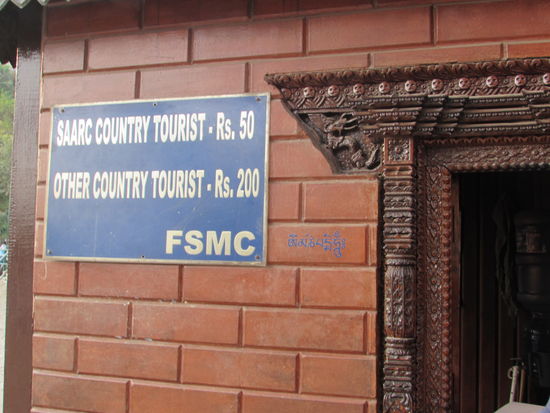 SAARC COUNTRY TOURIST - Rs. 50
OTHER COUNTRY TOURIST - Rs. 200
FSMC